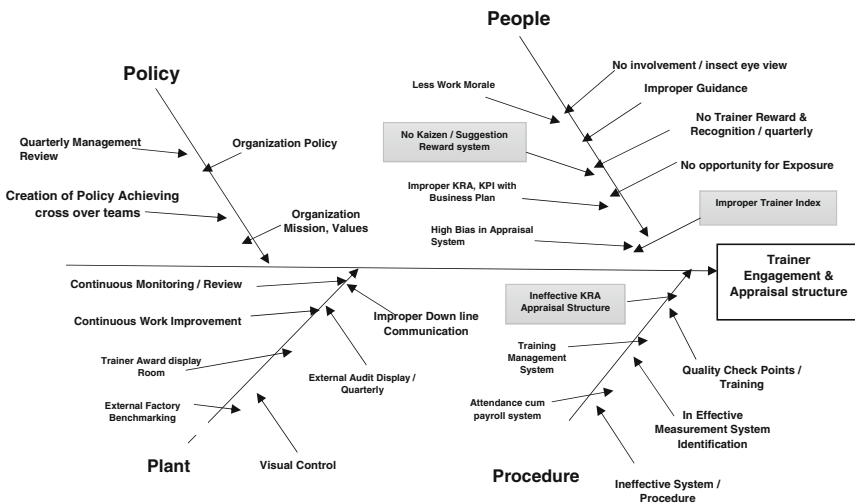 People
Policy
No involvement / insect eye view
Less Work Morale
Improper Guidance
No Trainer Reward &
Recognition / quarterly
No Kaizen / Suggestion
Reward system
Quarterly Management
Review
Organization Policy
No opportunity for Exposure
Improper KRA, KPI with
Business Plan
Improper Trainer Index
Creation of Policy Achieving
cross over teams
Organization
Mission, Values
High Bias in Appraisal
System
Trainer
Engagement &
Appraisal structure
Continuous Monitoring / Review
Ineffective KRA
Appraisal Structure
Continuous Work Improvement
Improper Down line
Communication
Training
Management
System
Trainer Award display
Room
External Audit Display /
Quarterly
Quality Check Points /
Training
External Factory
Benchmarking
Attendance cum
payroll system
In Effective
Measurement System
Identification
Plant
Visual Control
Procedure
Ineffective System /
Procedure